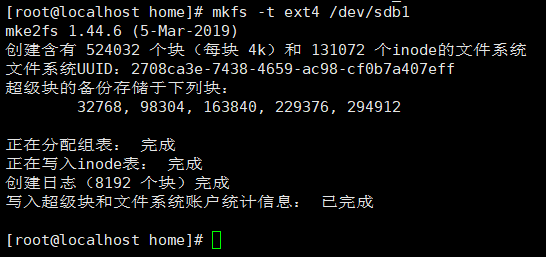 [root@localhost home]# mkfs -t ext4 /dev/sdb1
mke2fs 1.44.6 (5-Mar-2019)
创建含有 524032 个块（每块 4k）和 131072 个inode的文件系统
文件系统UUID：2708ca3e-7438-4659-ac98-cf0b7a407eff
超级块的备份存储于下列块：
32768, 98304, 163840, 229376, 294912
正在分配组表： 完成
正在写入inode表： 完成
创建日志（8192 个块）完成
写入超级块和文件系统账户统计信息： 已完成
[root@localhost home]#